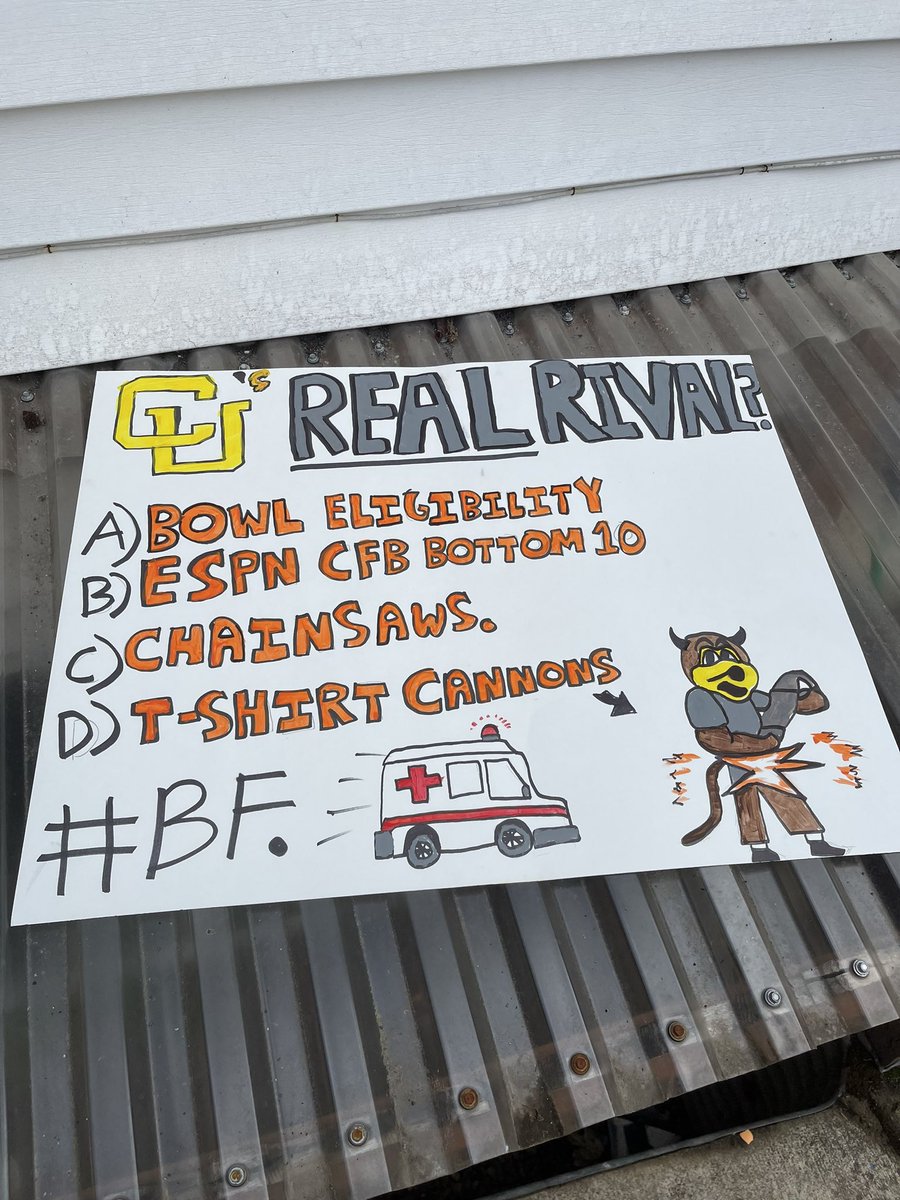 CU's REAL RIVAL?
A) BOWL ELIGIBILITY
B) ESPN CFB BOTTOM 10
C) CHAINSAWS.
D) T-SHIRT CANNONS
#BF.